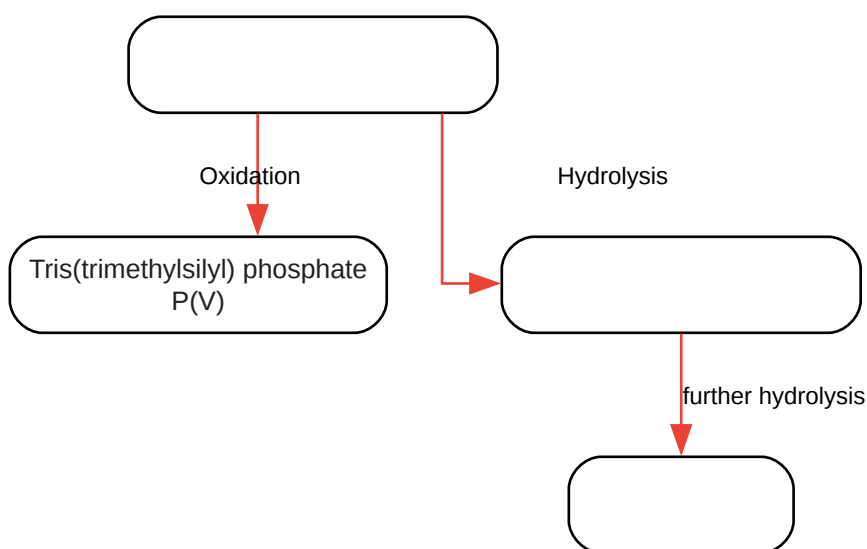 Oxidation
Hydrolysis
Tris(trimethylsilyl) phosphate
P(V)
further hydrolysis